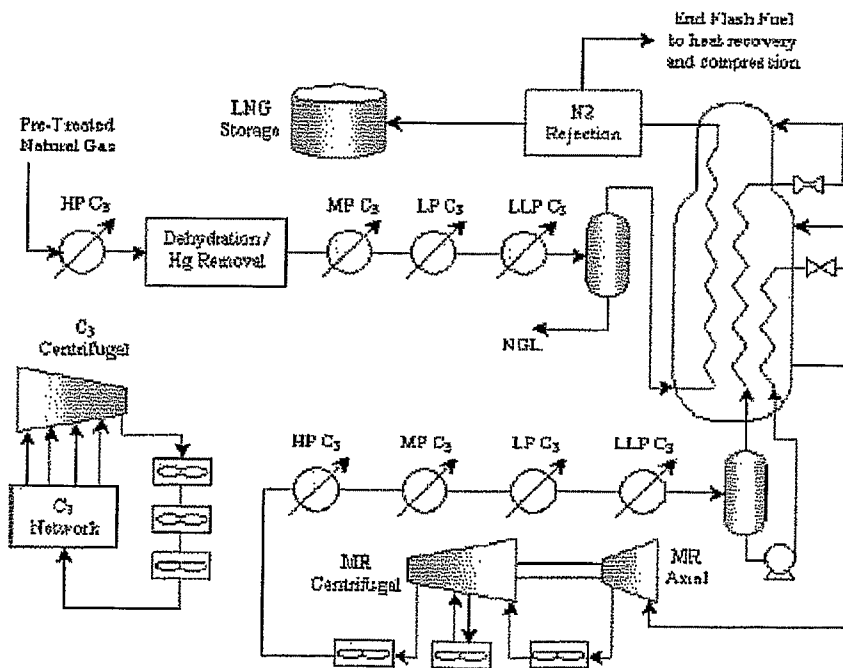 End Flash Fuel
to heat recovery
and compression
LNG
Storage
N2
Rejection
Pre-Treated
Natural Gas
HP C3
Dehydration /
Hg Removal
MP C3
LP C3
LLP C3
NGL
C3
Centrifugal
C3
Network
HP C3
MP C3
LP C3
LLP C3
MR
Centrifugal
MR
Axial